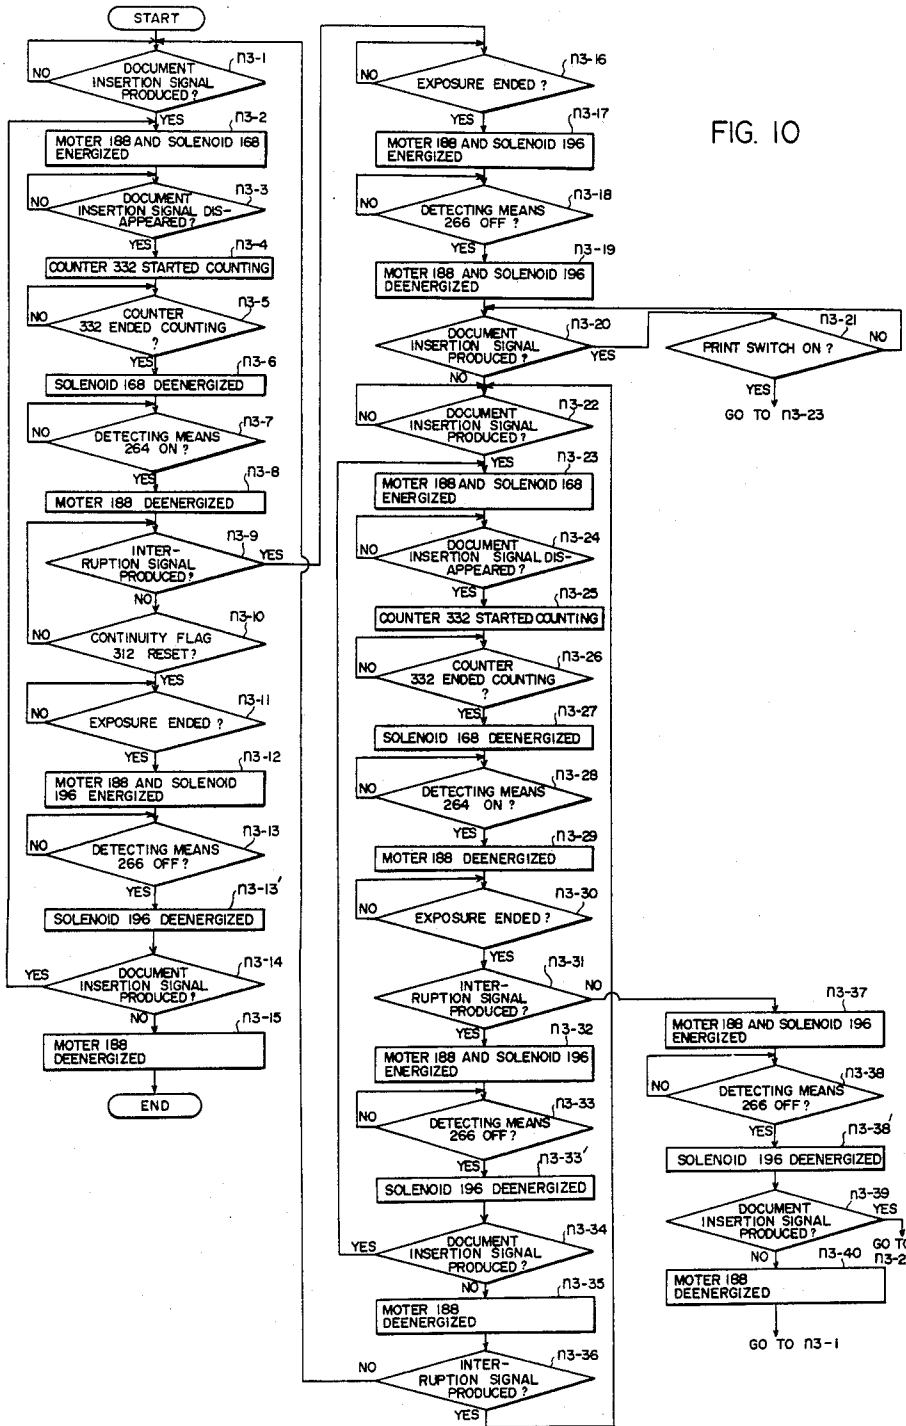 START
n3-1
DOCUMENT
INSERTION SIGNAL
PRODUCED?
NO
YES
n3-2
MOTER 188 AND SOLENOID 168
ENERGIZED
n3-3
DOCUMENT
INSERTION SIGNAL DIS-
APPEARED?
NO
YES
n3-4
COUNTER 332 STARTED COUNTING
n3-5
COUNTER
332 ENDED COUNTING
?
NO
YES
n3-6
SOLENOID 168 DEENERGIZED
n3-7
DETECTING MEANS
264 ON?
NO
YES
n3-8
MOTER 188 DEENERGIZED
n3-9
INTER-
RUPTION SIGNAL
PRODUCED?
YES
NO
n3-10
CONTINUITY FLAG
312 RESET?
NO
YES
n3-11
EXPOSURE ENDED?
NO
YES
n3-12
MOTER 188 AND SOLENOID
196 ENERGIZED
n3-13
DETECTING MEANS
266 OFF?
NO
YES
n3-13'
SOLENOID 196 DEENERGIZED
n3-14
DOCUMENT
INSERTION SIGNAL
PRODUCED?
YES
NO
n3-15
MOTER 188
DEENERGIZED
END
n3-16
EXPOSURE ENDED?
NO
YES
n3-17
MOTER 188 AND SOLENOID 196
ENERGIZED
n3-18
DETECTING MEANS
266 OFF?
NO
YES
n3-19
MOTER 188 AND SOLENOID 196
DEENERGIZED
n3-20
DOCUMENT
INSERTION SIGNAL
PRODUCED?
YES
NO
n3-21
PRINT SWITCH ON?
NO
YES
GO TO n3-23
n3-22
DOCUMENT
INSERTION SIGNAL
PRODUCED?
NO
YES
n3-23
MOTER 188 AND SOLENOID 168
ENERGIZED
n3-24
DOCUMENT
INSERTION SIGNAL DIS-
APPEARED?
NO
YES
n3-25
COUNTER 332 STARTED COUNTING
n3-26
COUNTER
332 ENDED COUNTING
?
NO
YES
n3-27
SOLENOID 168 DEENERGIZED
n3-28
DETECTING MEANS
264 ON?
NO
YES
n3-29
MOTER 188 DEENERGIZED
n3-30
EXPOSURE ENDED?
NO
YES
n3-31
INTER-
RUPTION SIGNAL
PRODUCED?
NO
YES
n3-32
MOTER 188 AND SOLENOID 196
ENERGIZED
n3-33
DETECTING MEANS
266 OFF?
NO
YES
n3-33'
SOLENOID 196 DEENERGIZED
n3-34
DOCUMENT
INSERTION SIGNAL
PRODUCED?
YES
NO
n3-35
MOTER 188
DEENERGIZED
n3-36
INTER-
RUPTION SIGNAL
PRODUCED?
NO
YES
FIG. 10
n3-37
MOTER 188 AND SOLENOID 196
ENERGIZED
n3-38
DETECTING MEANS
266 OFF?
NO
YES
n3-38'
SOLENOID 196 DEENERGIZED
n3-39
DOCUMENT
INSERTION SIGNAL
PRODUCED?
YES
GO TO
n3-2
NO
n3-40
MOTER 188
DEENERGIZED
GO TO n3-1